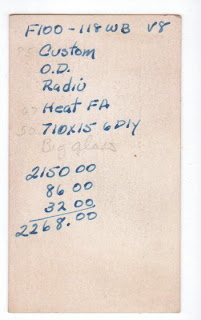 F100-118WB V8
Custom
O.D.
Radio
Heat FA
710x15 6 Ply
Big glass
2150 00
86 00
32 00
2268.00